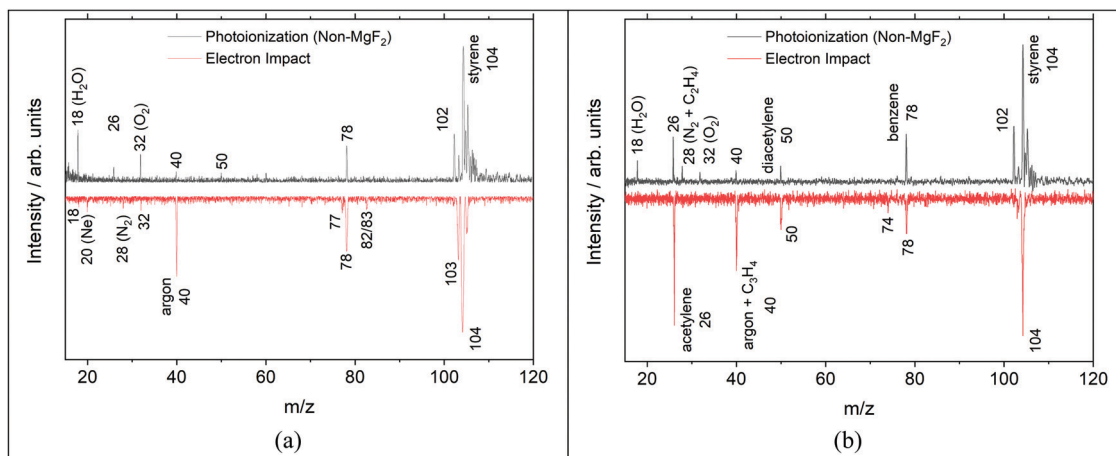 Photoionization (Non-MgF₂)
Electron Impact
styrene
104
18 (H₂O)
26
32 (O₂)
40
50
78
102
18
20 (Ne)
28 (N₂)
32
argon
40
77
78
82/83
103
104
Intensity / arb. units
20 40 60 80 100 120
m/z
(a)
Photoionization (Non-MgF₂)
Electron Impact
styrene
104
18 (H₂O)
26
28 (N₂ + C₂H₄)
32 (O₂)
40
diacetylene
50
benzene
78
102
acetylene
26
argon + C₃H₄
40
50
74
78
104
Intensity / arb. units
20 40 60 80 100 120
m/z
(b)